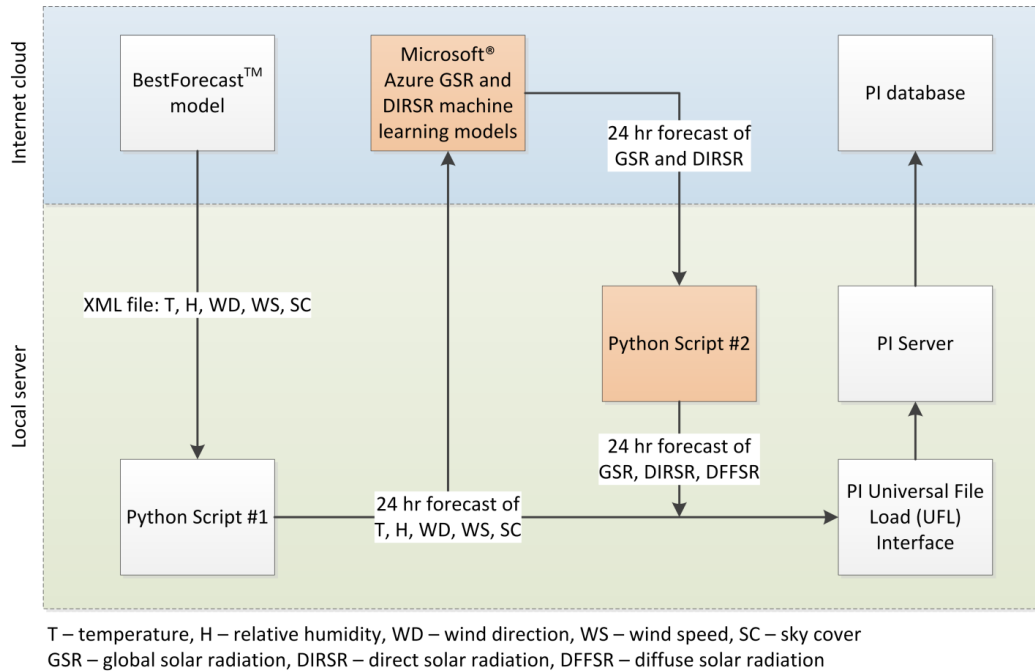 Internet cloud
BestForecast™
model
Microsoft®
Azure GSR and
DIRSR machine
learning models
24 hr forecast of
GSR and DIRSR
PI database
Local server
XML file: T, H, WD, WS, SC
Python Script #2
PI Server
24 hr forecast of
GSR, DIRSR, DFFSR
Python Script #1
24 hr forecast of
T, H, WD, WS, SC
PI Universal File
Load (UFL)
Interface
T – temperature, H – relative humidity, WD – wind direction, WS – wind speed, SC – sky cover
GSR – global solar radiation, DIRSR – direct solar radiation, DFFSR – diffuse solar radiation